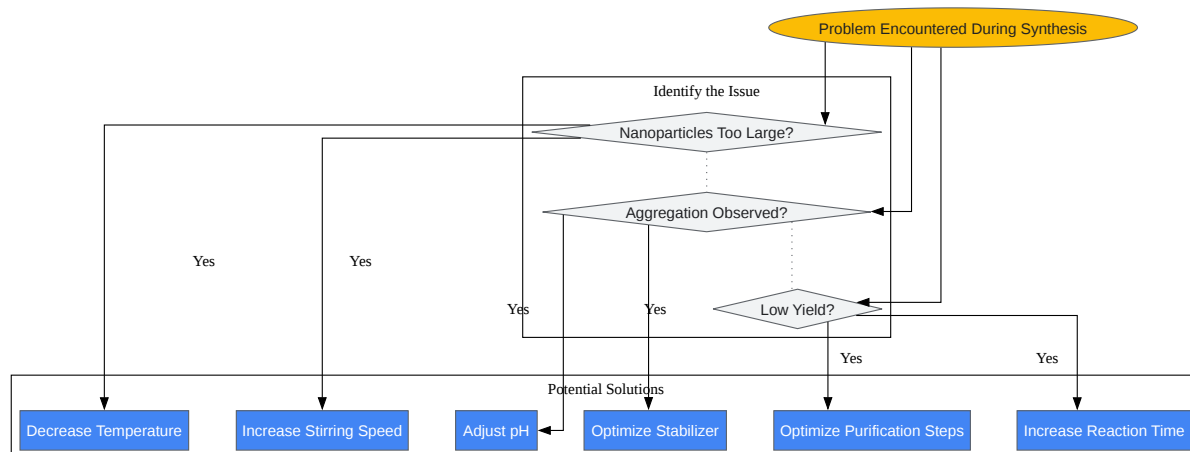 Problem Encountered During Synthesis
Identify the Issue
Nanoparticles Too Large?
Aggregation Observed?
Yes
Yes
Yes
Yes
Low Yield?
Yes
Yes
Potential Solutions
Decrease Temperature
Increase Stirring Speed
Adjust pH
Optimize Stabilizer
Optimize Purification Steps
Increase Reaction Time